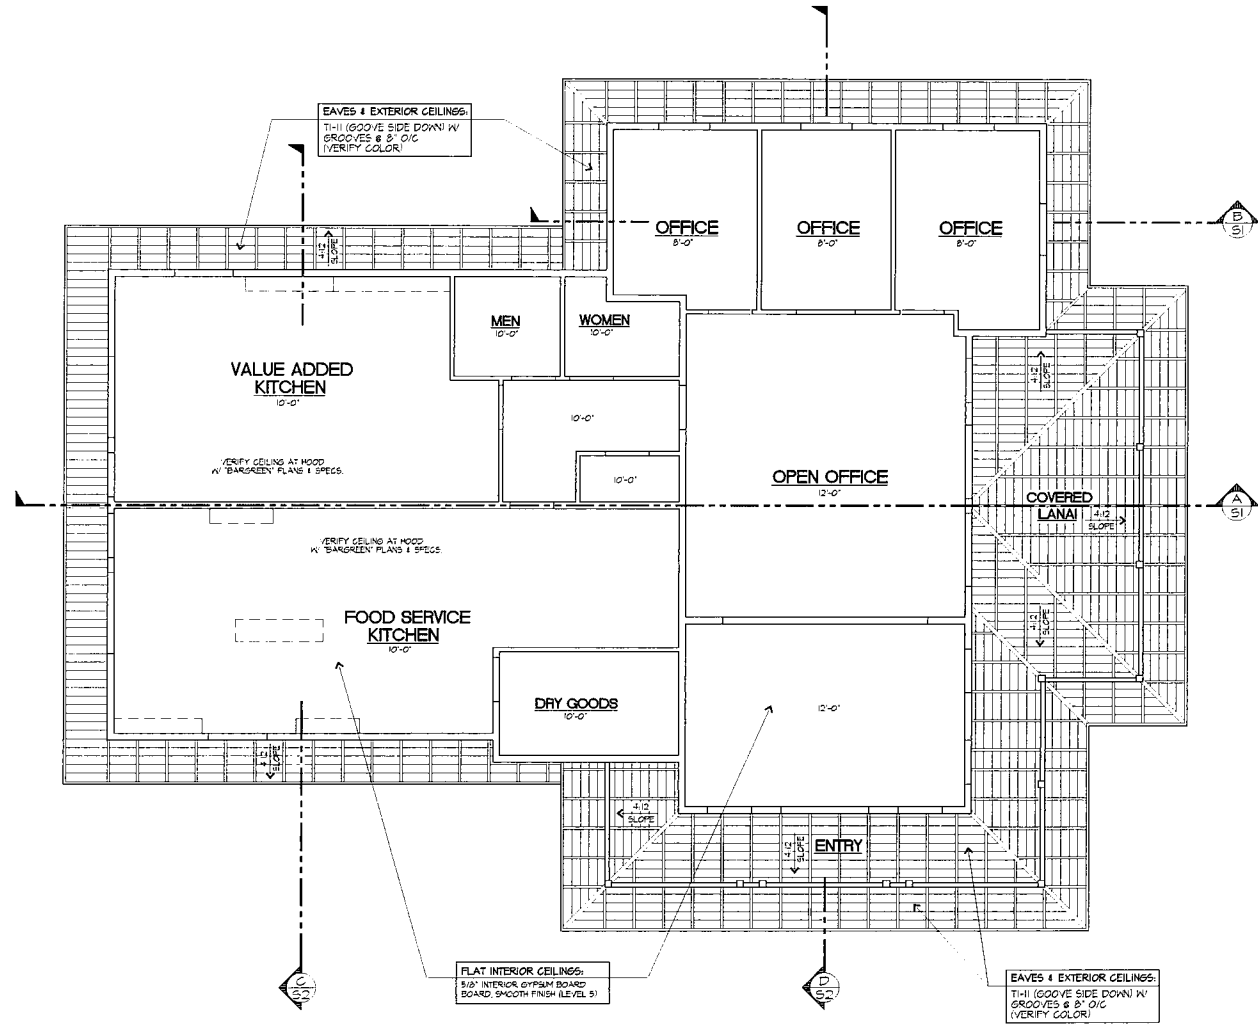 EAVES & EXTERIOR CEILINGS:
T1-11 (GOOVE SIDE DOWN) W/
GROOVES @ 8" O/C
(VERIFY COLOR)
4:12
SLOPE
OFFICE
8'-0"
OFFICE
8'-0"
OFFICE
8'-0"
B
S1
MEN
10'-0"
WOMEN
10'-0"
VALUE ADDED
KITCHEN
10'-0"
4:12
SLOPE
10'-0"
VERIFY CEILING AT HOOD
W/ "BARGREEN" PLANS & SPECS.
10'-0"
OPEN OFFICE
12'-0"
COVERED
LANAI
4:12
SLOPE
A
S1
VERIFY CEILING AT HOOD
W/ "BARGREEN" PLANS & SPECS.
FOOD SERVICE
KITCHEN
10'-0"
4:12
SLOPE
DRY GOODS
10'-0"
12'-0"
4:12
SLOPE
4:12
SLOPE
4:12
SLOPE
ENTRY
C
S2
D
S2
FLAT INTERIOR CEILINGS:
5/8" INTERIOR GYPSUM BOARD
BOARD, SMOOTH FINISH (LEVEL 5)
EAVES & EXTERIOR CEILINGS:
T1-11 (GOOVE SIDE DOWN) W/
GROOVES @ 8" O/C
(VERIFY COLOR)